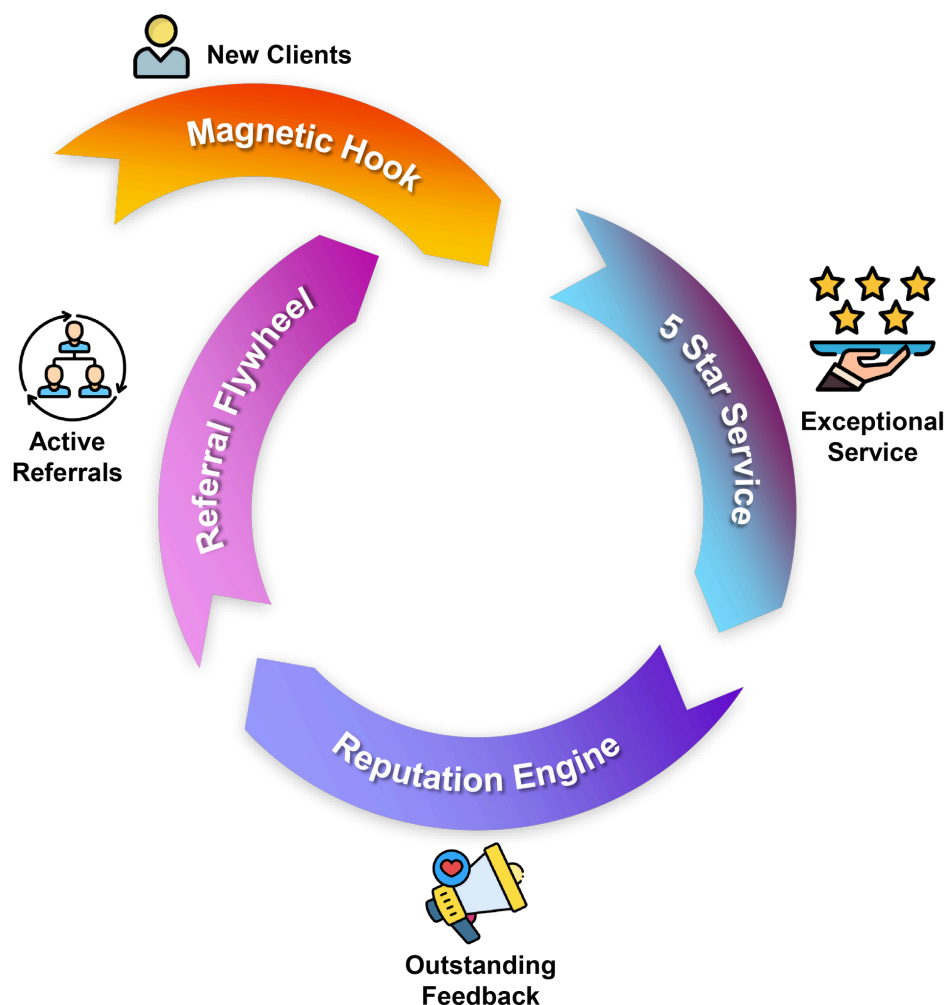 New Clients
Magnetic Hook
5 Star Service
Exceptional
Service
Reputation Engine
Outstanding
Feedback
Referral Flywheel
Active
Referrals